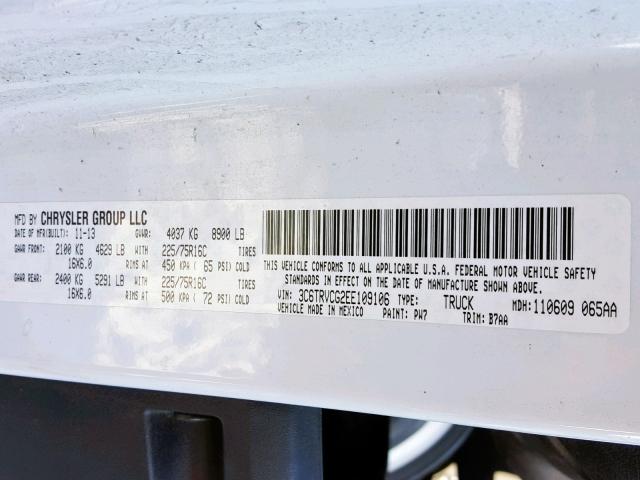 MFD BY CHRYSLER GROUP LLC
DATE OF MFR(BUILT): 11-13 GVWR: 4037 KG 8900 LB
GAWR FRONT: 2100 KG 4629 LB WITH 225/75R16C TIRES
16X6.0 RIMS AT 450 KPA ( 65 PSI) COLD
GAWR REAR: 2400 KG 5291 LB WITH 225/75R16C TIRES
16X6.0 RIMS AT 500 KPA ( 72 PSI) COLD
THIS VEHICLE CONFORMS TO ALL APPLICABLE U.S.A. FEDERAL MOTOR VEHICLE SAFETY
STANDARDS IN EFFECT ON THE DATE OF MANUFACTURE SHOWN ABOVE.
VIN: 3C6TRVCG2EE109106 TYPE: TRUCK MDH: 110609 065AA
VEHICLE MADE IN MEXICO PAINT: PW7 TRIM: B7AA